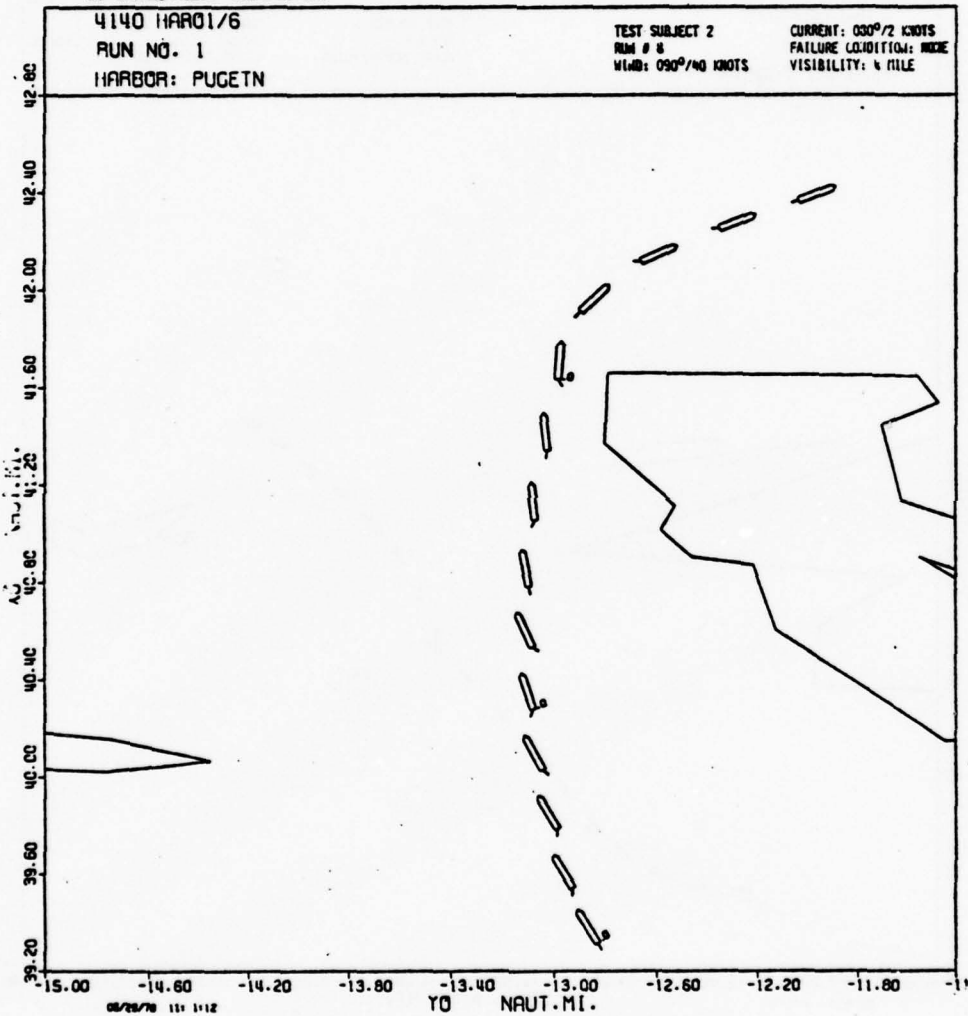 4140 HAR01/6
RUN NO. 1
HARBOR: PUGETN
TEST SUBJECT 2
RUN # 8
WIND: 090°/40 KNOTS
CURRENT: 030°/2 KNOTS
FAILURE CONDITION: NONE
VISIBILITY: ¼ MILE
42.80
42.40
42.00
41.60
41.20
40.80
40.40
40.00
39.60
39.20
-15.00 -14.60 -14.20 -13.80 -13.40 -13.00 -12.60 -12.20 -11.80
YO NAUT.MI.